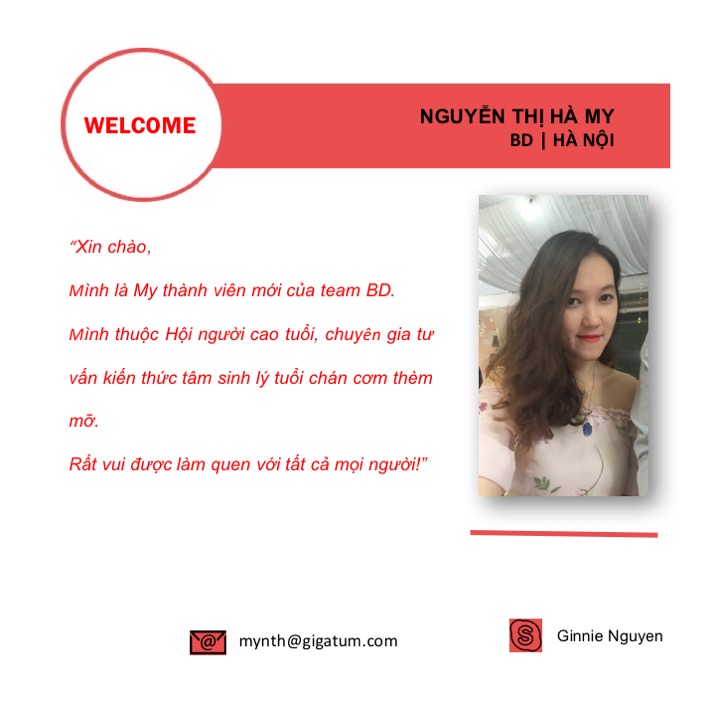 WELCOME
NGUYỄN THỊ HÀ MY
BD | HÀ NỘI
“Xin chào,
Mình là My thành viên mới của team BD.
Mình thuộc Hội người cao tuổi, chuyên gia tư
vấn kiến thức tâm sinh lý tuổi chán cơm thèm
mỡ.
Rất vui được làm quen với tất cả mọi người!”
mynth@gigatum.com
Ginnie Nguyen